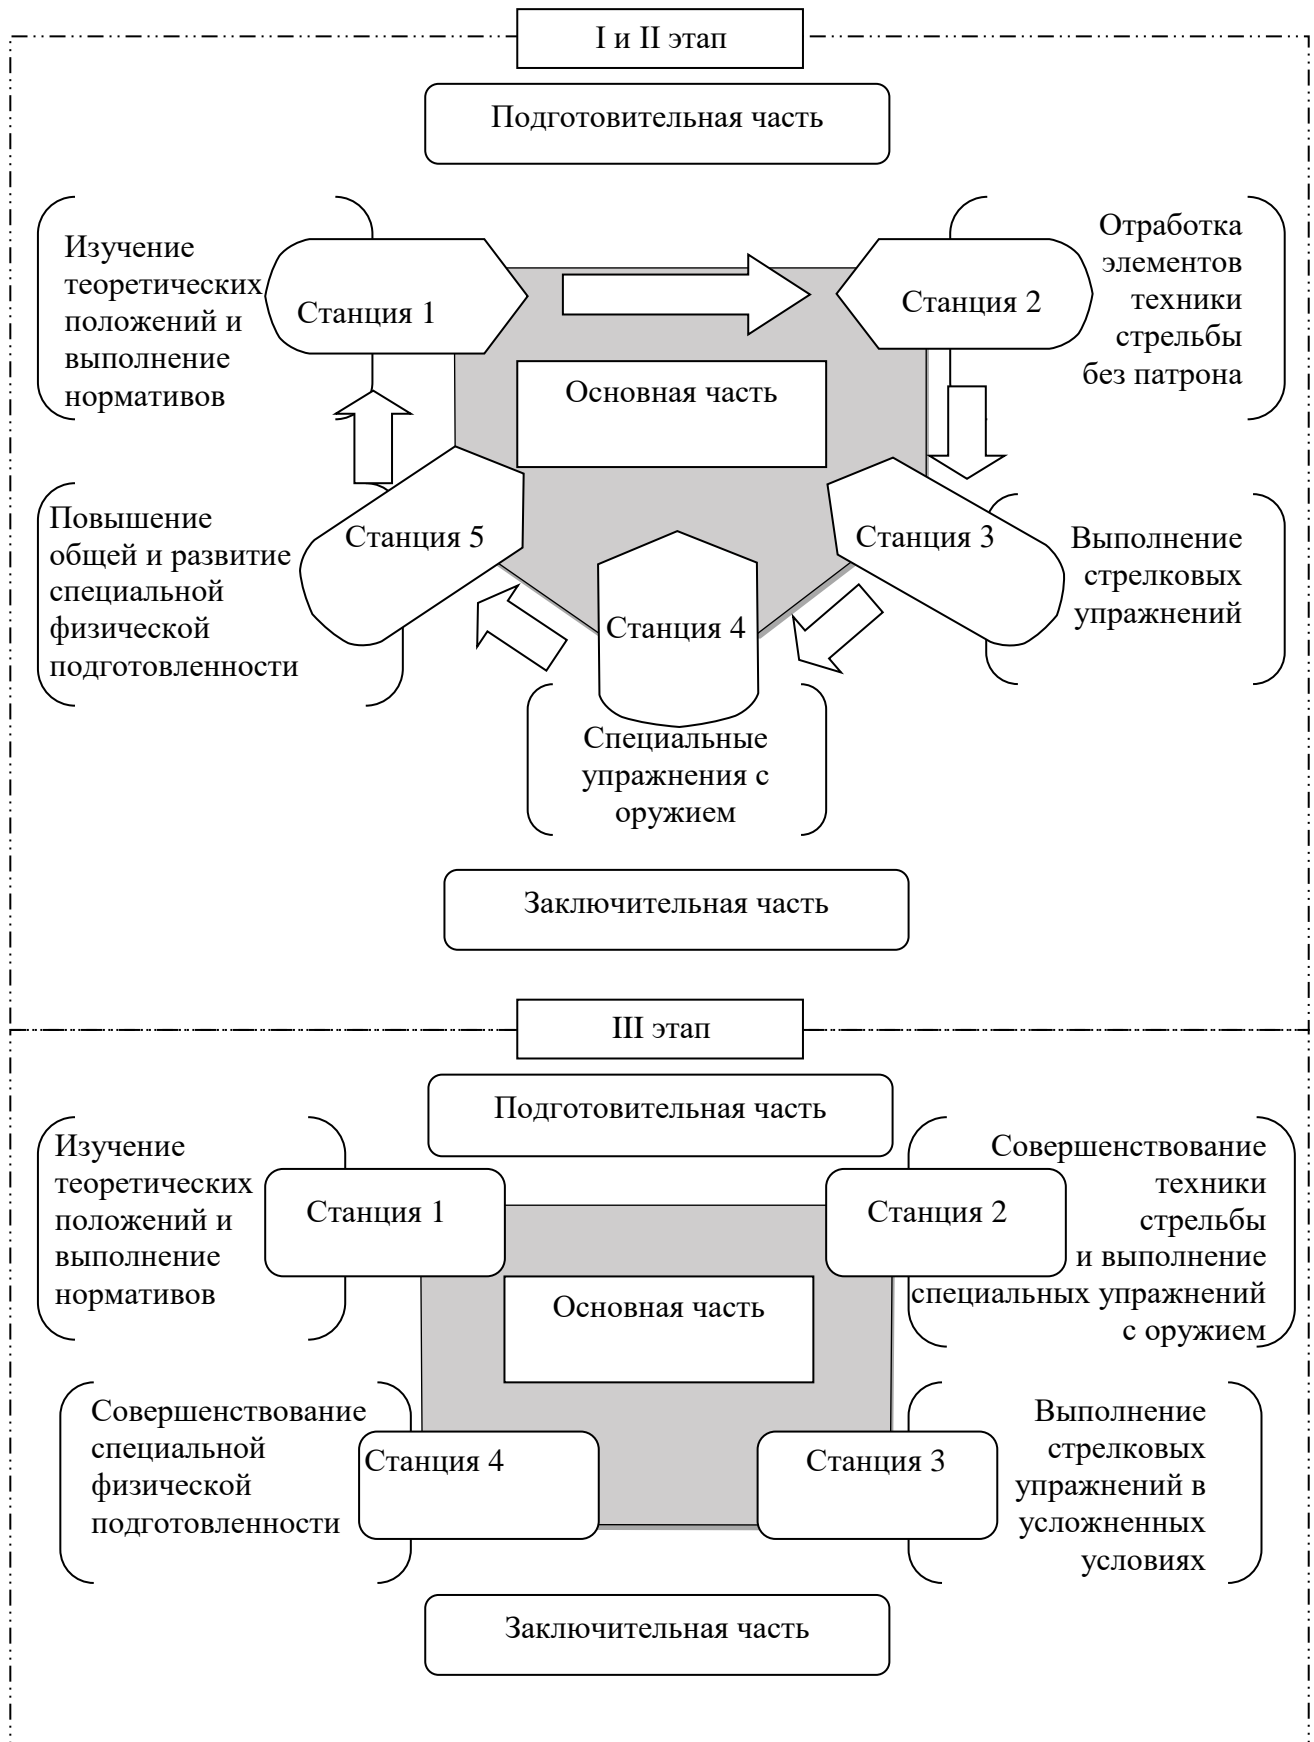 I и II этап
Подготовительная часть
Изучение
теоретических
положений и
выполнение
нормативов
Станция 1
Станция 2
Отработка
элементов
техники
стрельбы
без патрона
Основная часть
Повышение
общей и развитие
специальной
физической
подготовленности
Станция 5
Станция 3
Выполнение
стрелковых
упражнений
Станция 4
Специальные
упражнения с
оружием
Заключительная часть
III этап
Подготовительная часть
Изучение
теоретических
положений и
выполнение
нормативов
Станция 1
Станция 2
Совершенствование
техники
стрельбы
и выполнение
специальных упражнений
с оружием
Основная часть
Совершенствование
специальной
физической
подготовленности
Станция 4
Станция 3
Выполнение
стрелковых
упражнений в
усложненных
условиях
Заключительная часть